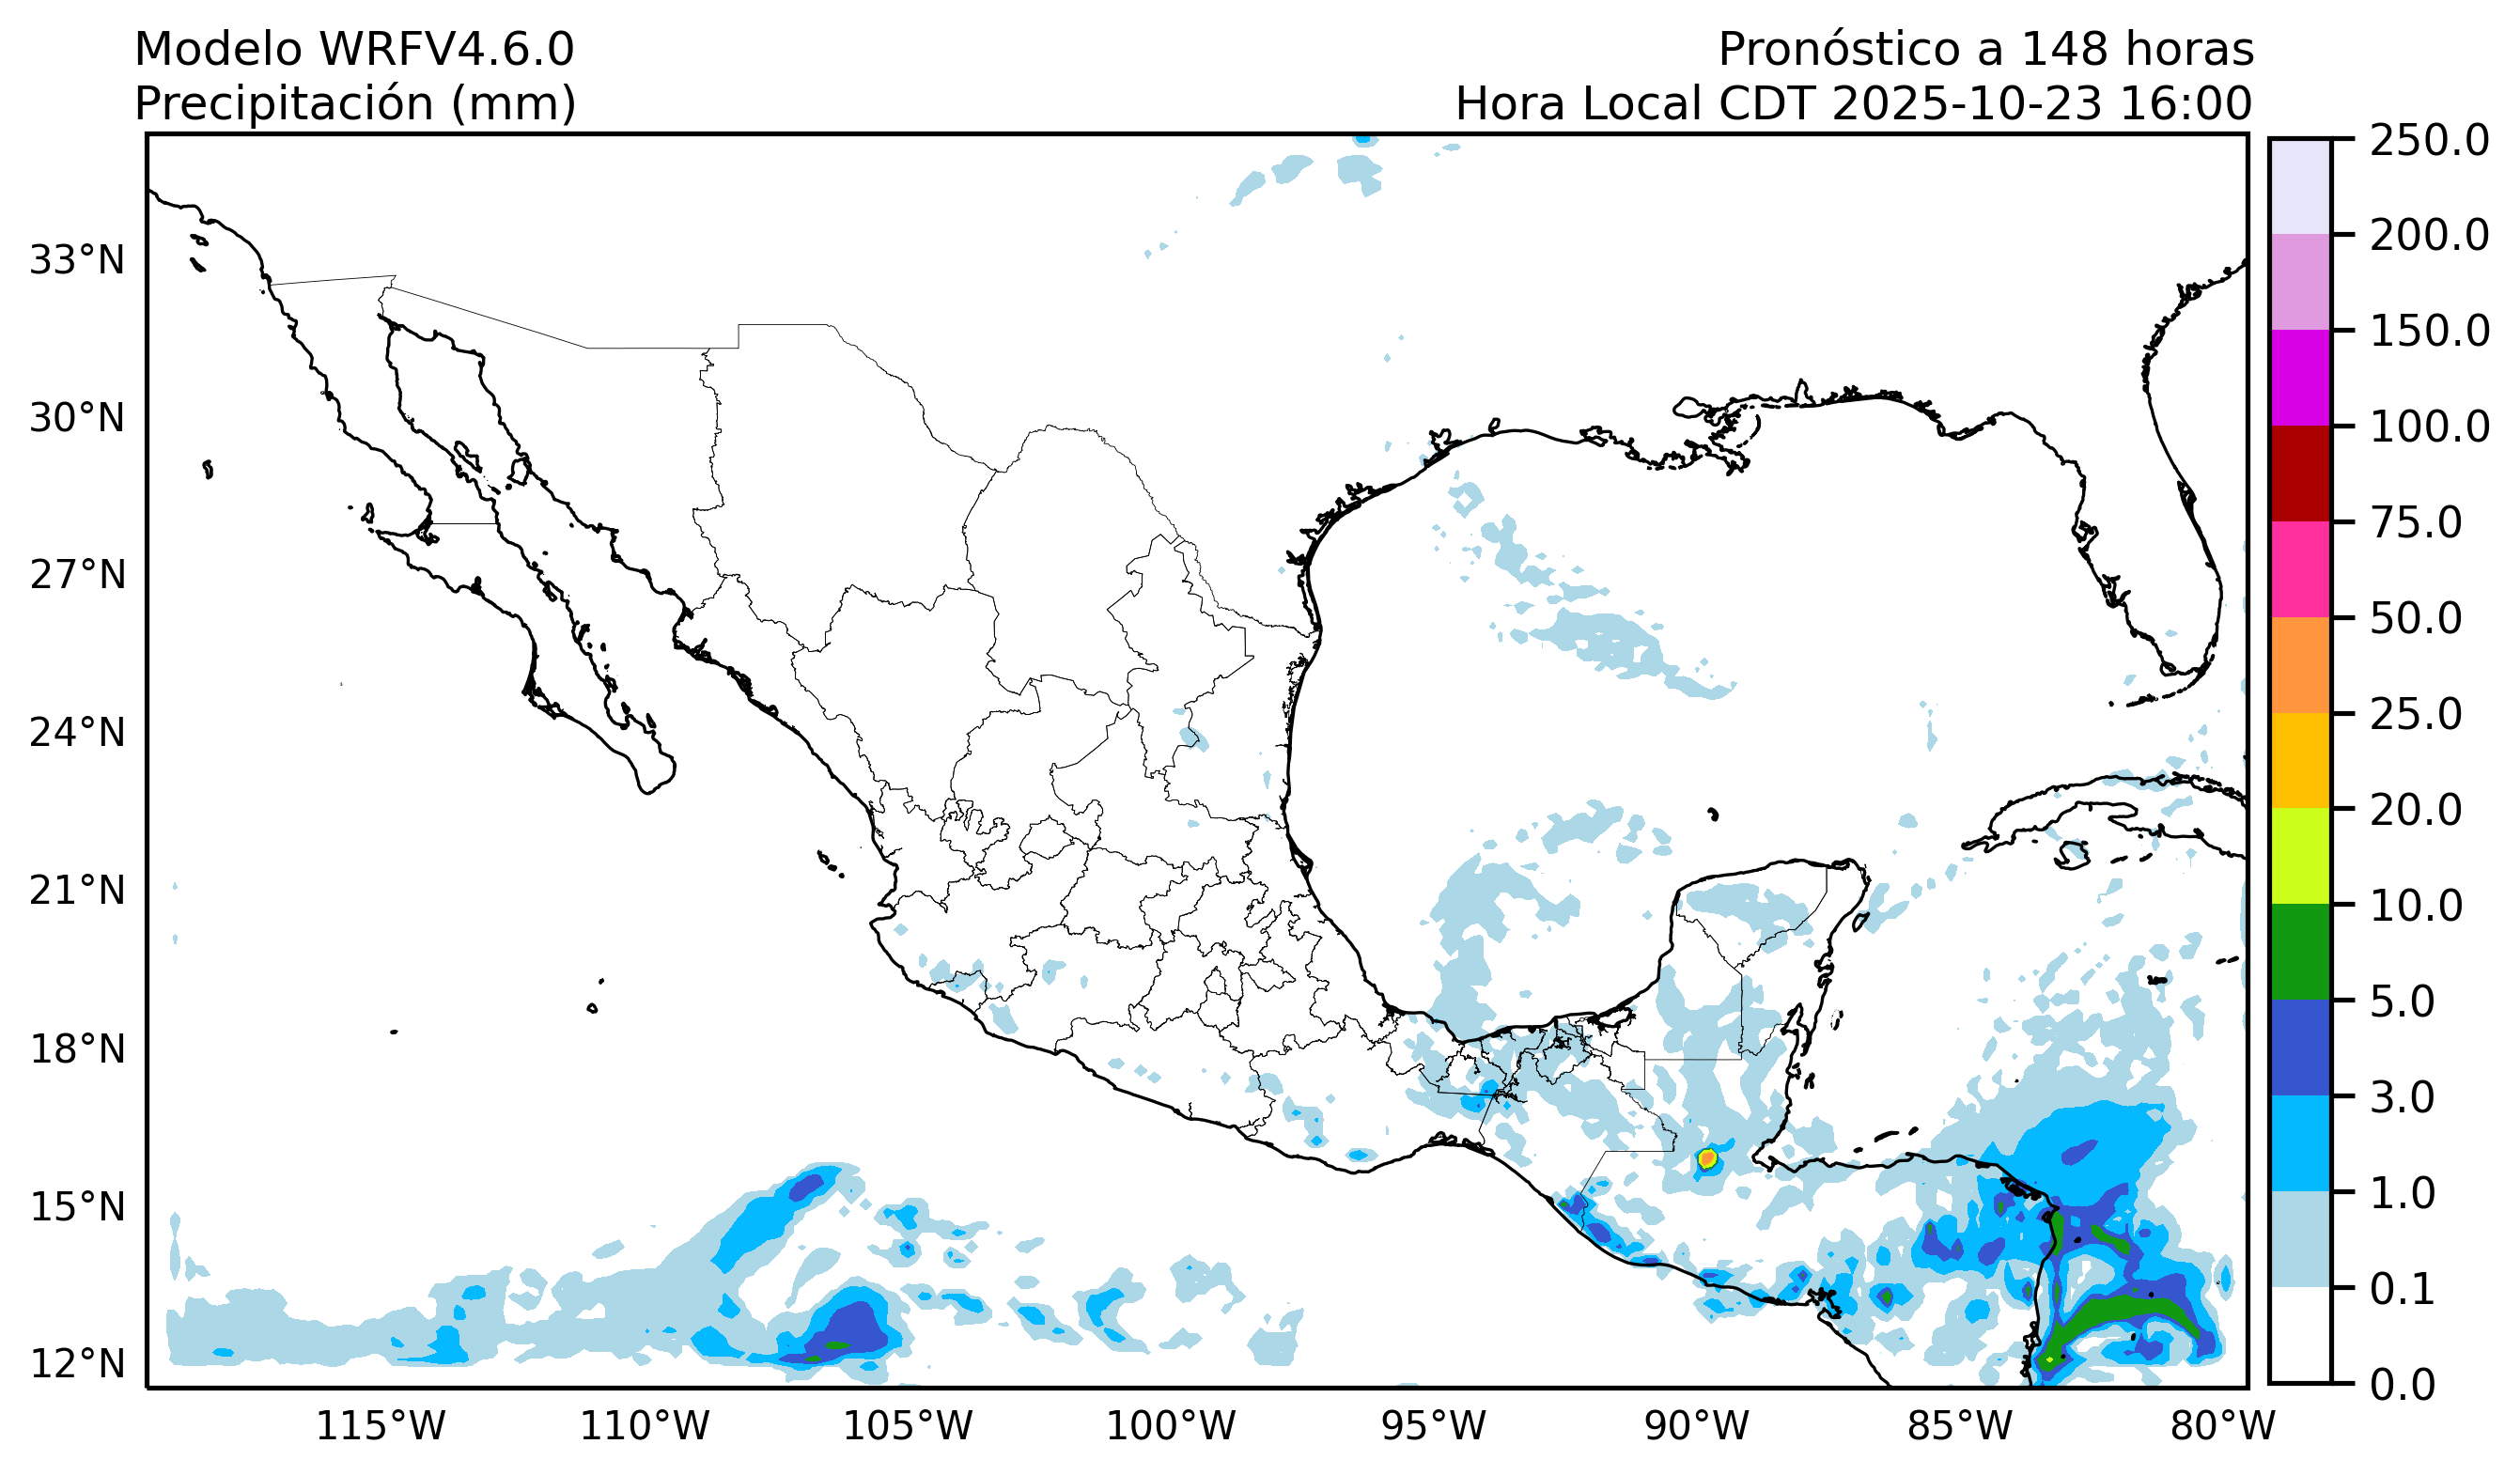 Modelo WRFV4.6.0
Precipitación (mm)
Pronóstico a 148 horas
Hora Local CDT 2025-10-23 16:00
33°N
30°N
27°N
24°N
21°N
18°N
15°N
12°N
115°W
110°W
105°W
100°W
95°W
90°W
85°W
80°W
250.0
200.0
150.0
100.0
75.0
50.0
25.0
20.0
10.0
5.0
3.0
1.0
0.1
0.0